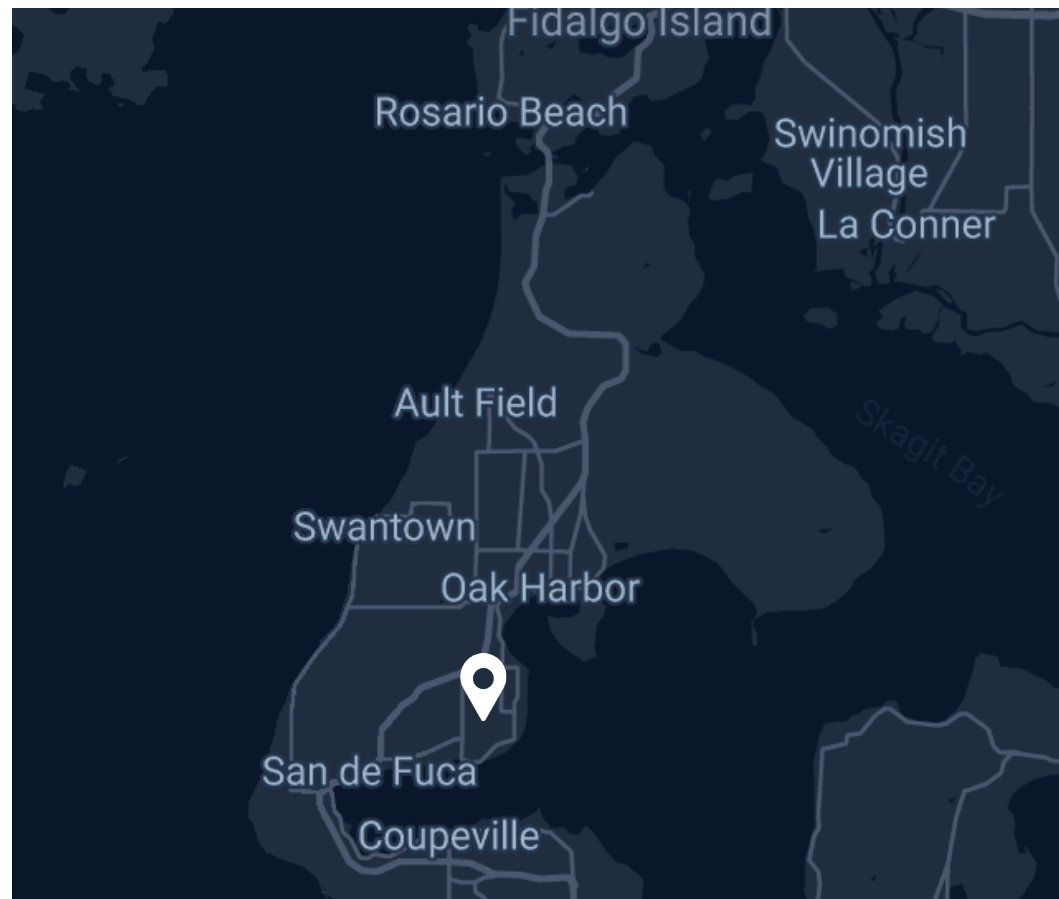 Fidalgo Island
Rosario Beach
Swinomish
Village
La Conner
Ault Field
Skagit Bay
Swantown
Oak Harbor
San de Fuca
Coupeville